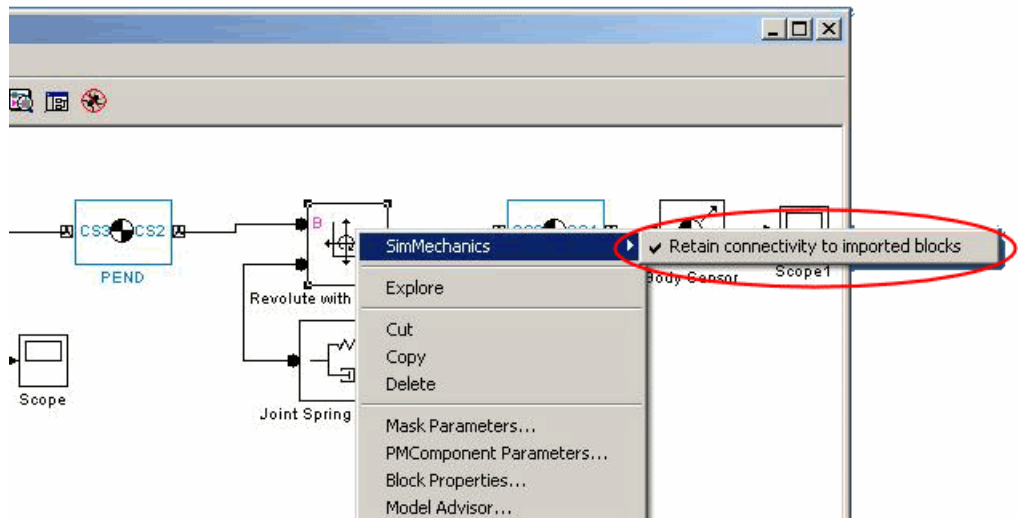 CS3 CS2
PEND
B
Revolute with
Joint Spring
Scope
SimMechanics
Retain connectivity to imported blocks
Body Sensor
Scope1
Explore
Cut
Copy
Delete
Mask Parameters...
PMComponent Parameters...
Block Properties...
Model Advisor...